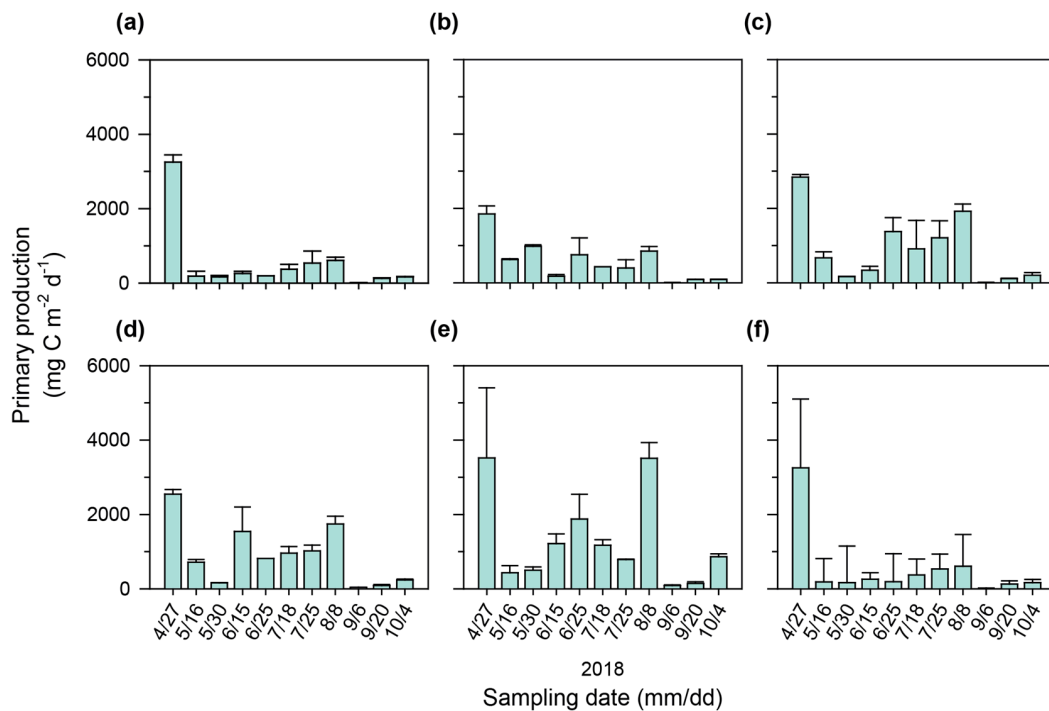 (a)
(b)
(c)
6000
4000
2000
0
(d)
(e)
(f)
6000
4000
2000
0
Primary production
(mg C m⁻² d⁻¹)
4/27 5/16 5/30 6/15 6/25 7/18 7/25 8/8 9/6 9/20 10/4
4/27 5/16 5/30 6/15 6/25 7/18 7/25 8/8 9/6 9/20 10/4
4/27 5/16 5/30 6/15 6/25 7/18 7/25 8/8 9/6 9/20 10/4
2018
Sampling date (mm/dd)